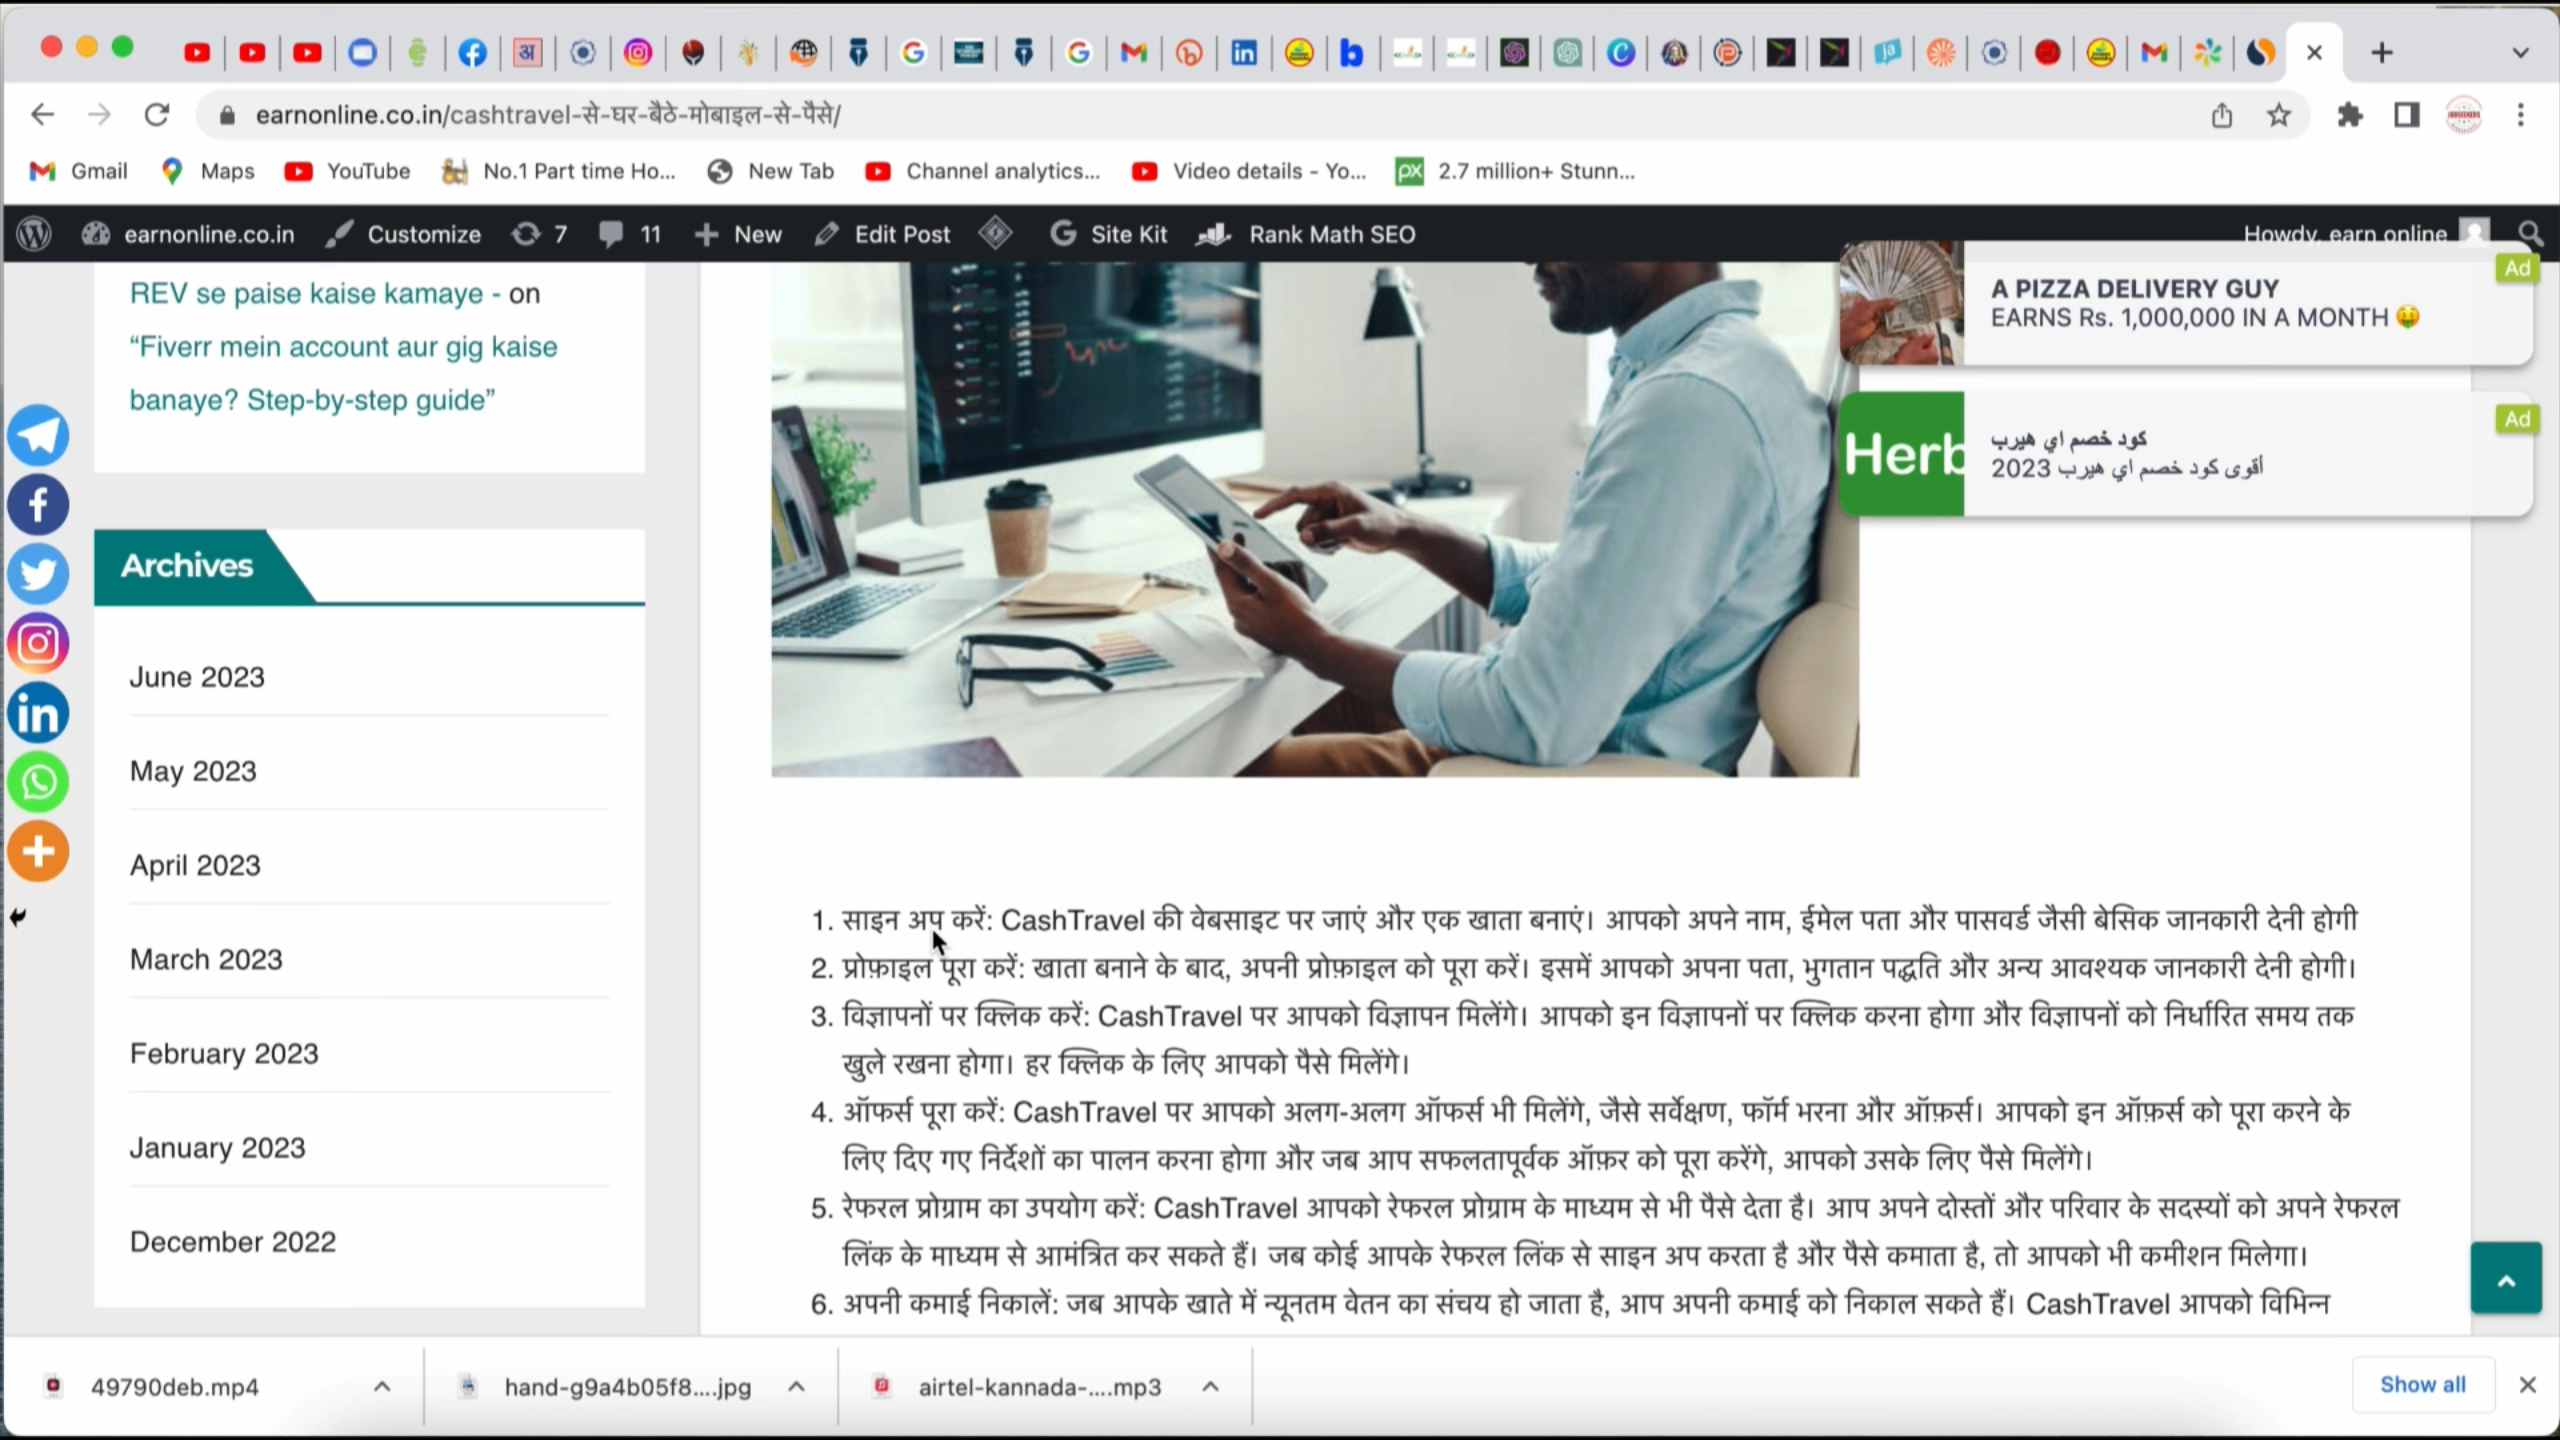 earnonline.co.in/cashtravel-से-घर-बैठे-मोबाइल-से-पैसे/
Gmail
Maps
YouTube
No.1 Part time Ho...
New Tab
Channel analytics...
Video details - Yo...
px
2.7 million+ Stunn...
earnonline.co.in
Customize
7
11
New
Edit Post
Site Kit
Rank Math SEO
Howdy, earn online
REV se paise kaise kamaye - on
“Fiverr mein account aur gig kaise
banaye? Step-by-step guide”
Archives
June 2023
May 2023
April 2023
March 2023
February 2023
January 2023
December 2022
Ad
A PIZZA DELIVERY GUY
EARNS Rs. 1,000,000 IN A MONTH 🤑
Ad
Herb
كود خصم اي هيرب
أقوى كود خصم اي هيرب 2023
1. साइन अप करें: CashTravel की वेबसाइट पर जाएं और एक खाता बनाएं। आपको अपने नाम, ईमेल पता और पासवर्ड जैसी बेसिक जानकारी देनी होगी
2. प्रोफ़ाइल पूरा करें: खाता बनाने के बाद, अपनी प्रोफ़ाइल को पूरा करें। इसमें आपको अपना पता, भुगतान पद्धति और अन्य आवश्यक जानकारी देनी होगी।
3. विज्ञापनों पर क्लिक करें: CashTravel पर आपको विज्ञापन मिलेंगे। आपको इन विज्ञापनों पर क्लिक करना होगा और विज्ञापनों को निर्धारित समय तक
खुले रखना होगा। हर क्लिक के लिए आपको पैसे मिलेंगे।
4. ऑफर्स पूरा करें: CashTravel पर आपको अलग-अलग ऑफर्स भी मिलेंगे, जैसे सर्वेक्षण, फॉर्म भरना और ऑफ़र्स। आपको इन ऑफ़र्स को पूरा करने के
लिए दिए गए निर्देशों का पालन करना होगा और जब आप सफलतापूर्वक ऑफ़र को पूरा करेंगे, आपको उसके लिए पैसे मिलेंगे।
5. रेफरल प्रोग्राम का उपयोग करें: CashTravel आपको रेफरल प्रोग्राम के माध्यम से भी पैसे देता है। आप अपने दोस्तों और परिवार के सदस्यों को अपने रेफरल
लिंक के माध्यम से आमंत्रित कर सकते हैं। जब कोई आपके रेफरल लिंक से साइन अप करता है और पैसे कमाता है, तो आपको भी कमीशन मिलेगा।
6. अपनी कमाई निकालें: जब आपके खाते में न्यूनतम वेतन का संचय हो जाता है, आप अपनी कमाई को निकाल सकते हैं। CashTravel आपको विभिन्न
49790deb.mp4
hand-g9a4b05f8....jpg
airtel-kannada-....mp3
Show all